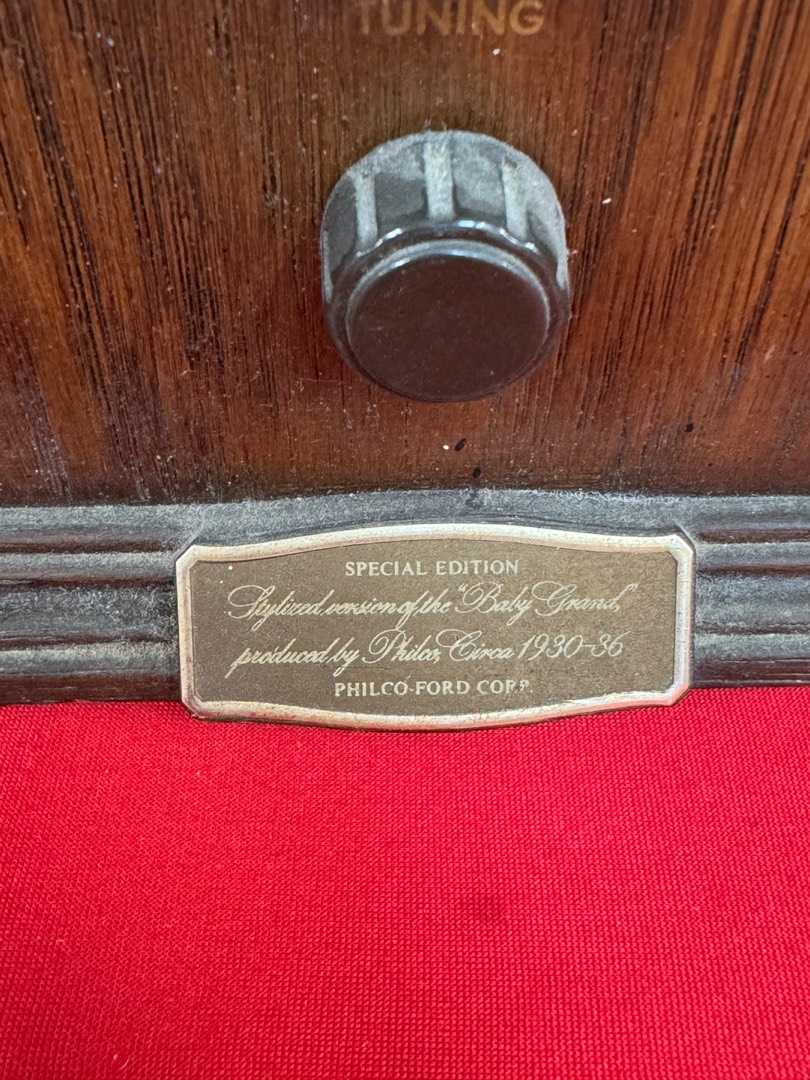 TUNING
SPECIAL EDITION
Stylized version of the "Baby Grand,"
produced by Philco, Circa 1930-36
PHILCO-FORD CORP.